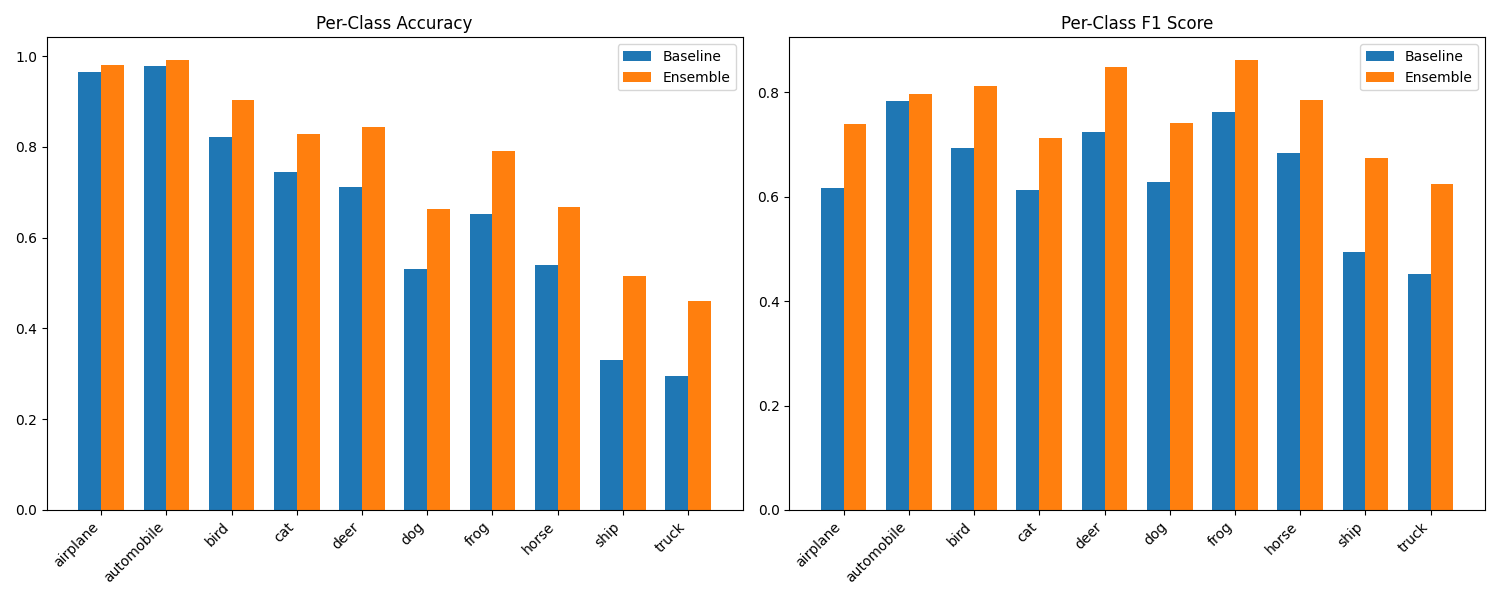 Per-Class Accuracy
Baseline
Ensemble
1.0
0.8
0.6
0.4
0.2
0.0
airplane
automobile
bird
cat
deer
dog
frog
horse
ship
truck
Per-Class F1 Score
Baseline
Ensemble
0.8
0.6
0.4
0.2
0.0
airplane
automobile
bird
cat
deer
dog
frog
horse
ship
truck